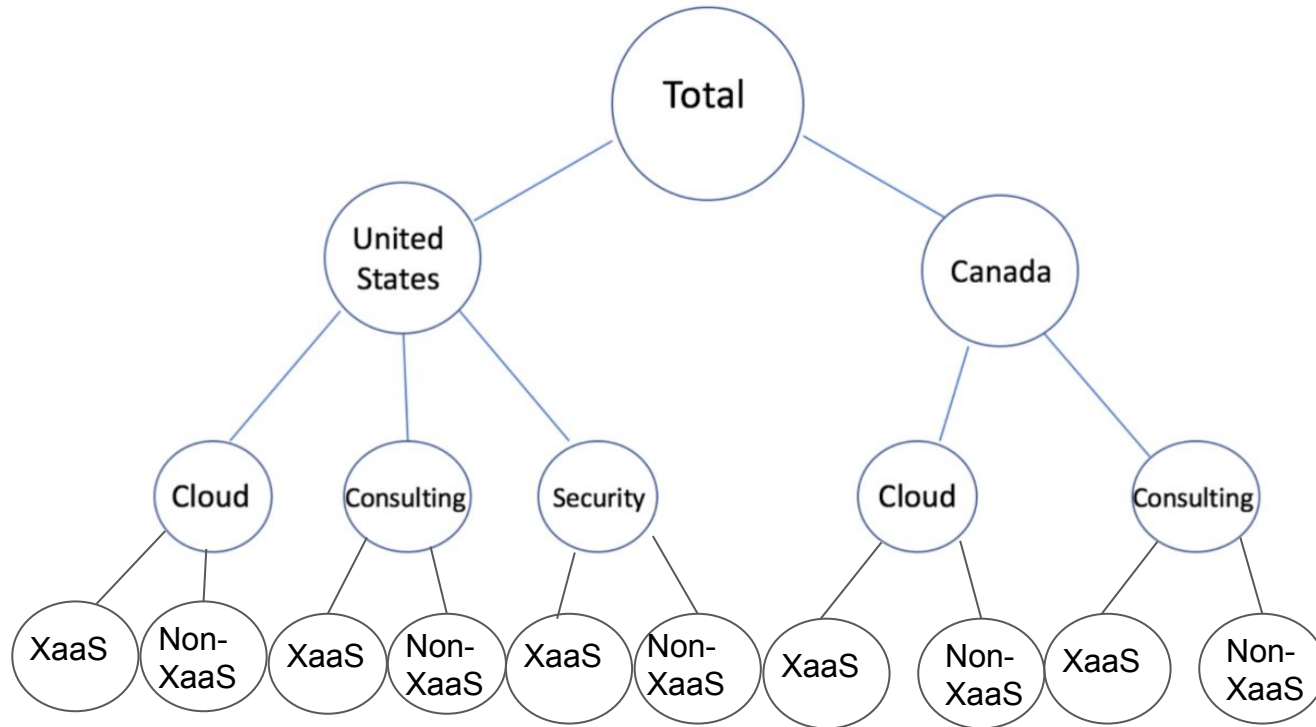 Total
United
States
Canada
Cloud
Consulting
Security
Cloud
Consulting
XaaS
Non-
XaaS
XaaS
Non-
XaaS
XaaS
Non-
XaaS
XaaS
Non-
XaaS
XaaS
Non-
XaaS